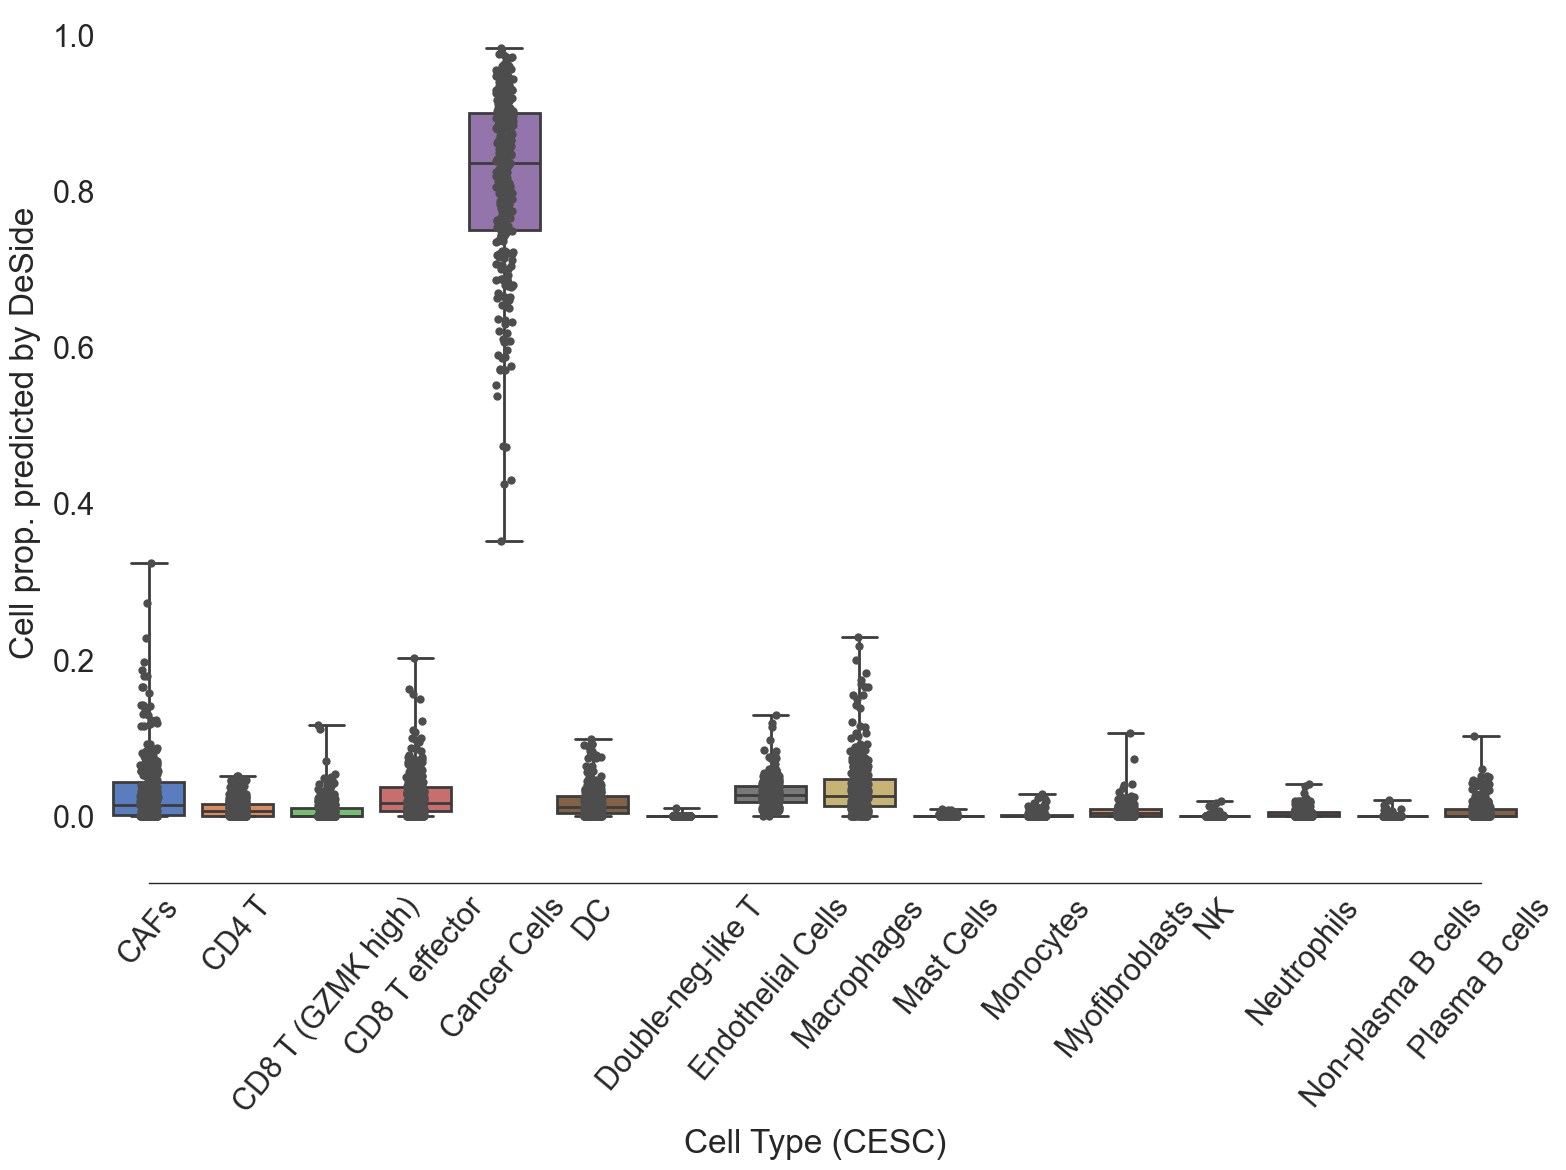 Cell prop. predicted by DeSide
1.0
0.8
0.6
0.4
0.2
0.0
CAFs
CD4 T
CD8 T (GZMK high)
CD8 T effector
Cancer Cells
DC
Double-neg-like T
Endothelial Cells
Macrophages
Mast Cells
Monocytes
Myofibroblasts
NK
Neutrophils
Non-plasma B cells
Plasma B cells
Cell Type (CESC)